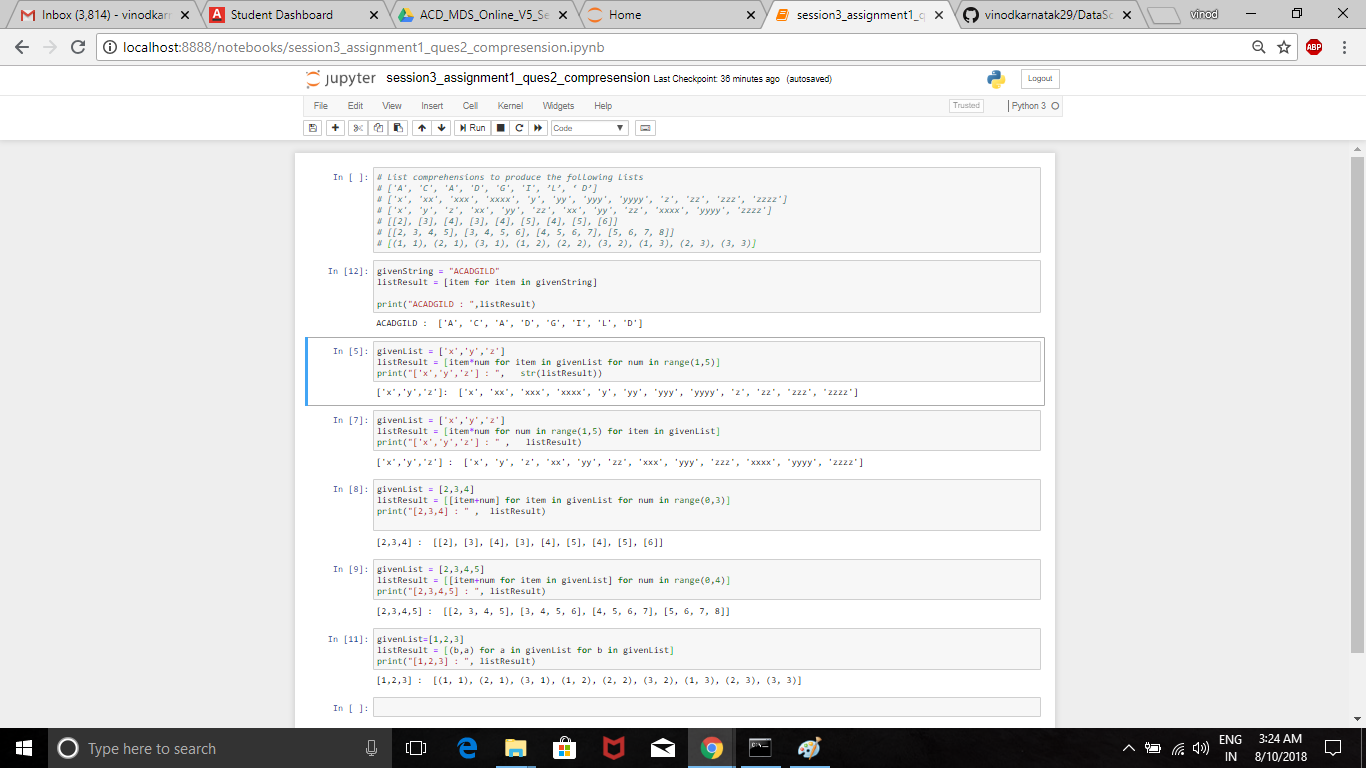 Inbox (3,814) - vinodkar
Student Dashboard
ACD_MDS_Online_V5_Se
Home
session3_assignment1_q
vinodkarnatak29/DataSc
vinod
localhost:8888/notebooks/session3_assignment1_ques2_compresension.ipynb
ABP
jupyter session3_assignment1_ques2_compresension Last Checkpoint: 36 minutes ago (autosaved)
Logout
File Edit View Insert Cell Kernel Widgets Help
Trusted
Python 3
Run
Code
In [ ]: # List comprehensions to produce the following Lists
# ['A', 'C', 'A', 'D', 'G', 'I', ’L’, ‘ D’]
# ['x', 'xx', 'xxx', 'xxxx', 'y', 'yy', 'yyy', 'yyyy', 'z', 'zz', 'zzz', 'zzzz']
# ['x', 'y', 'z', 'xx', 'yy', 'zz', 'xx', 'yy', 'zz', 'xxxx', 'yyyy', 'zzzz']
# [[2], [3], [4], [3], [4], [5], [4], [5], [6]]
# [[2, 3, 4, 5], [3, 4, 5, 6], [4, 5, 6, 7], [5, 6, 7, 8]]
# [(1, 1), (2, 1), (3, 1), (1, 2), (2, 2), (3, 2), (1, 3), (2, 3), (3, 3)]
In [12]: givenString = "ACADGILD"
listResult = [item for item in givenString]
print("ACADGILD : ",listResult)
ACADGILD :  ['A', 'C', 'A', 'D', 'G', 'I', 'L', 'D']
In [5]: givenList = ['x','y','z']
listResult = [item*num for item in givenList for num in range(1,5)]
print("['x','y','z'] : ",   str(listResult))
['x','y','z']:  ['x', 'xx', 'xxx', 'xxxx', 'y', 'yy', 'yyy', 'yyyy', 'z', 'zz', 'zzz', 'zzzz']
In [7]: givenList = ['x','y','z']
listResult = [item*num for num in range(1,5) for item in givenList]
print("['x','y','z'] : " ,   listResult)
['x','y','z'] :  ['x', 'y', 'z', 'xx', 'yy', 'zz', 'xxx', 'yyy', 'zzz', 'xxxx', 'yyyy', 'zzzz']
In [8]: givenList = [2,3,4]
listResult = [[item+num] for item in givenList for num in range(0,3)]
print("[2,3,4] : " ,  listResult)
[2,3,4] :  [[2], [3], [4], [3], [4], [5], [4], [5], [6]]
In [9]: givenList = [2,3,4,5]
listResult = [[item+num for item in givenList] for num in range(0,4)]
print("[2,3,4,5] : ", listResult)
[2,3,4,5] :  [[2, 3, 4, 5], [3, 4, 5, 6], [4, 5, 6, 7], [5, 6, 7, 8]]
In [11]: givenList=[1,2,3]
listResult = [(b,a) for a in givenList for b in givenList]
print("[1,2,3] : ", listResult)
[1,2,3] :  [(1, 1), (2, 1), (3, 1), (1, 2), (2, 2), (3, 2), (1, 3), (2, 3), (3, 3)]
In [ ]:
Type here to search
ENG
IN
3:24 AM
8/10/2018